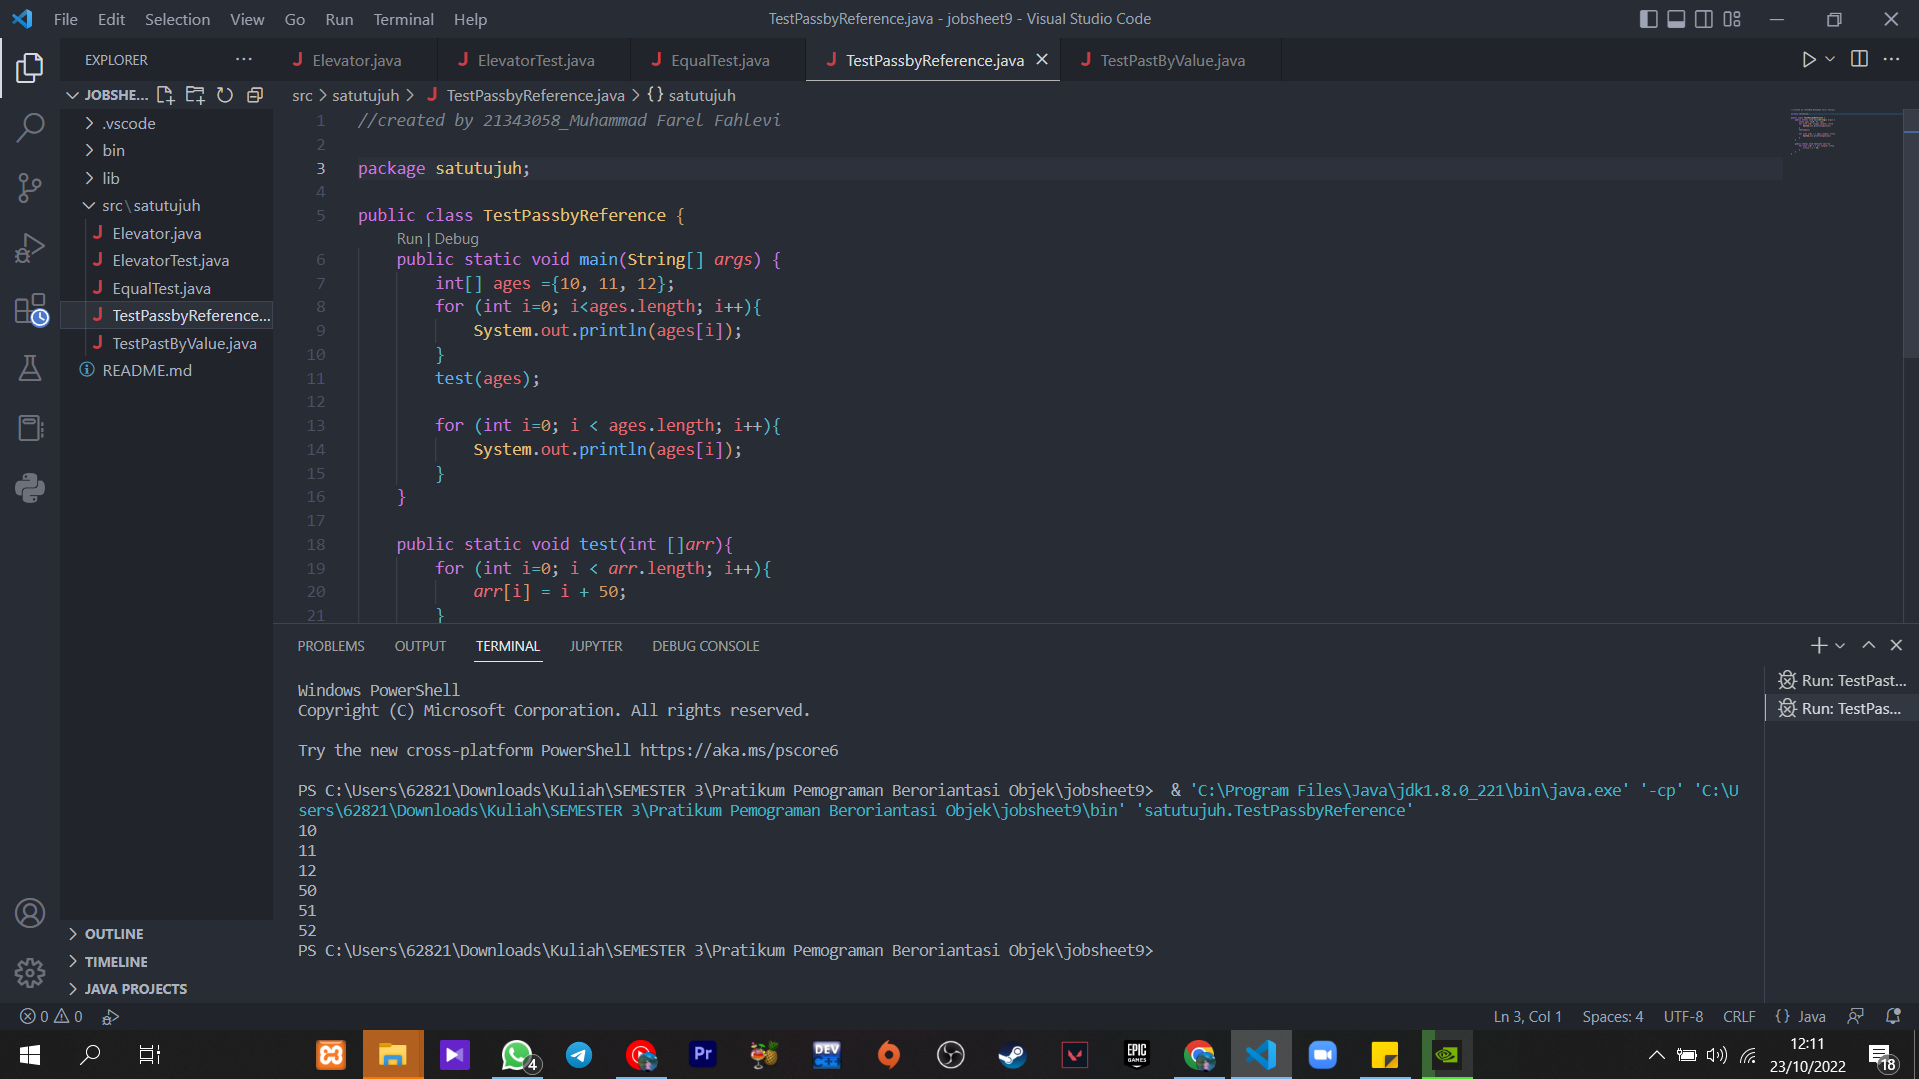 File Edit Selection View Go Run Terminal Help
TestPassbyReference.java - jobsheet9 - Visual Studio Code
EXPLORER
Elevator.java
ElevatorTest.java
EqualTest.java
TestPassbyReference.java
TestPastByValue.java
JOBSHE...
.vscode
bin
lib
src\satutujuh
Elevator.java
ElevatorTest.java
EqualTest.java
TestPassbyReference...
TestPastByValue.java
README.md
OUTLINE
TIMELINE
JAVA PROJECTS
src > satutujuh > TestPassbyReference.java > {} satutujuh
1 //created by 21343058_Muhammad Farel Fahlevi
2
3 package satutujuh;
4
5 public class TestPassbyReference {
Run | Debug
6 public static void main(String[] args) {
7 int[] ages ={10, 11, 12};
8 for (int i=0; i<ages.length; i++){
9 System.out.println(ages[i]);
10 }
11 test(ages);
12
13 for (int i=0; i < ages.length; i++){
14 System.out.println(ages[i]);
15 }
16 }
17
18 public static void test(int []arr){
19 for (int i=0; i < arr.length; i++){
20 arr[i] = i + 50;
21 }
PROBLEMS OUTPUT TERMINAL JUPYTER DEBUG CONSOLE
Windows PowerShell
Copyright (C) Microsoft Corporation. All rights reserved.
Try the new cross-platform PowerShell https://aka.ms/pscore6
PS C:\Users\62821\Downloads\Kuliah\SEMESTER 3\Pratikum Pemograman Beroriantasi Objek\jobsheet9> & 'C:\Program Files\Java\jdk1.8.0_221\bin\java.exe' '-cp' 'C:\U
sers\62821\Downloads\Kuliah\SEMESTER 3\Pratikum Pemograman Beroriantasi Objek\jobsheet9\bin' 'satutujuh.TestPassbyReference'
10
11
12
50
51
52
PS C:\Users\62821\Downloads\Kuliah\SEMESTER 3\Pratikum Pemograman Beroriantasi Objek\jobsheet9>
Run: TestPast...
Run: TestPas...
0 0
Ln 3, Col 1 Spaces: 4 UTF-8 CRLF {} Java
4
Pr
DEV C++
EPIC GAMES
12:11
23/10/2022
18